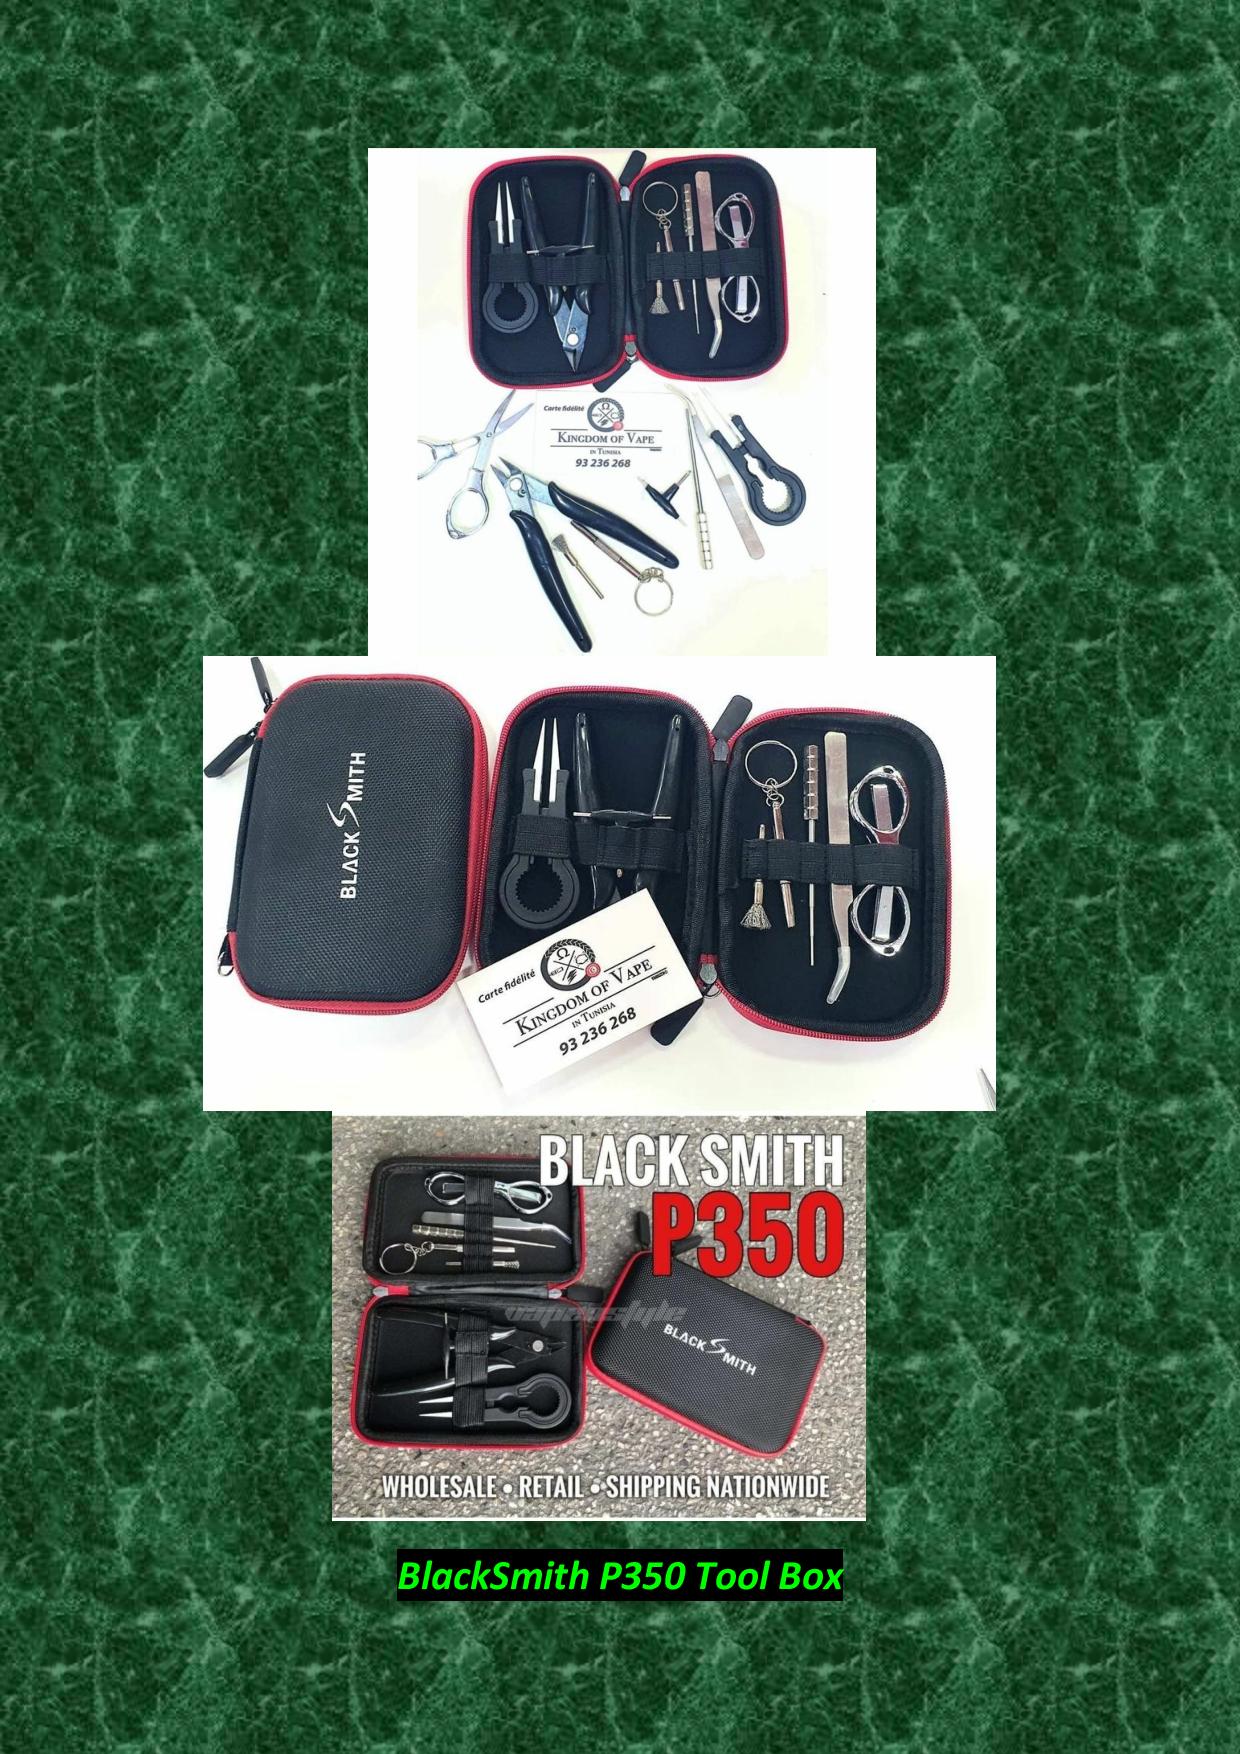 Carte fidélité
KINGDOM OF VAPE
IN TUNISIA
93 236 268
BLACK SMITH
Carte fidélité
KINGDOM OF VAPE
IN TUNISIA
93 236 268
BLACK SMITH
P350
vapenstyle
BLACK SMITH
WHOLESALE • RETAIL • SHIPPING NATIONWIDE
BlackSmith P350 Tool Box